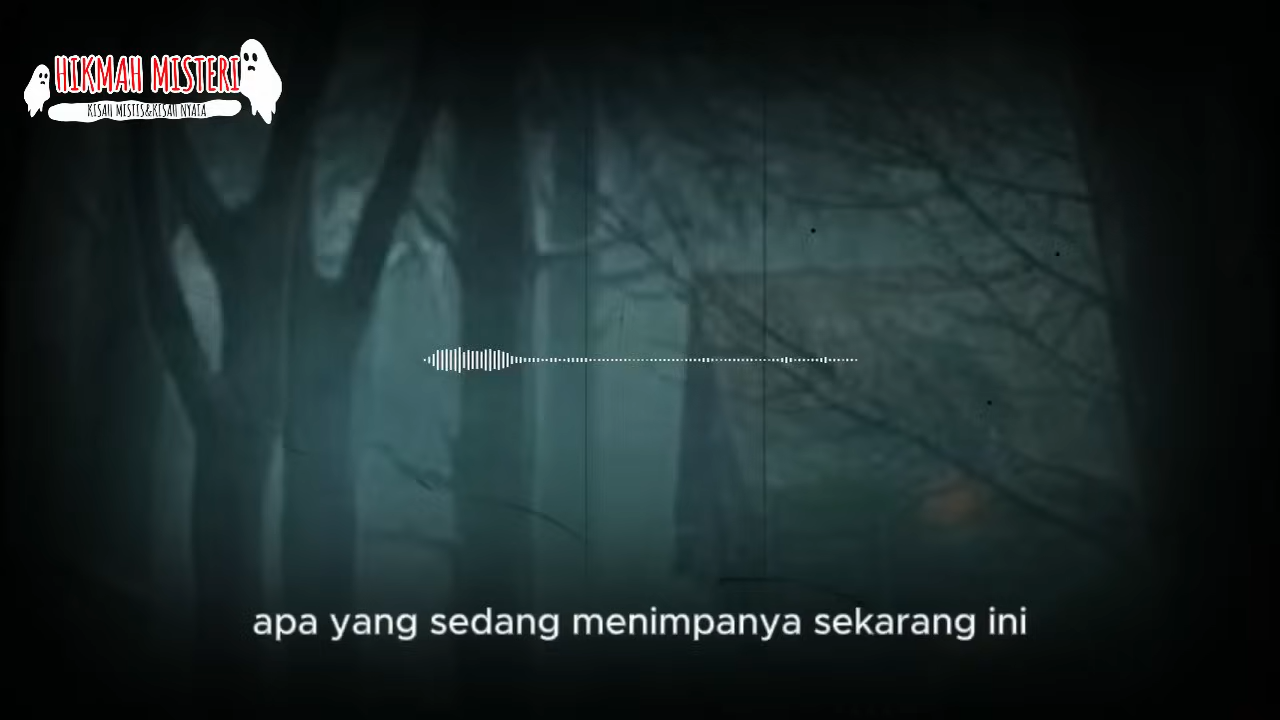 HIKMAH MISTERI
KISAH MISTIS&KISAH NYATA
apa yang sedang menimpanya sekarang ini